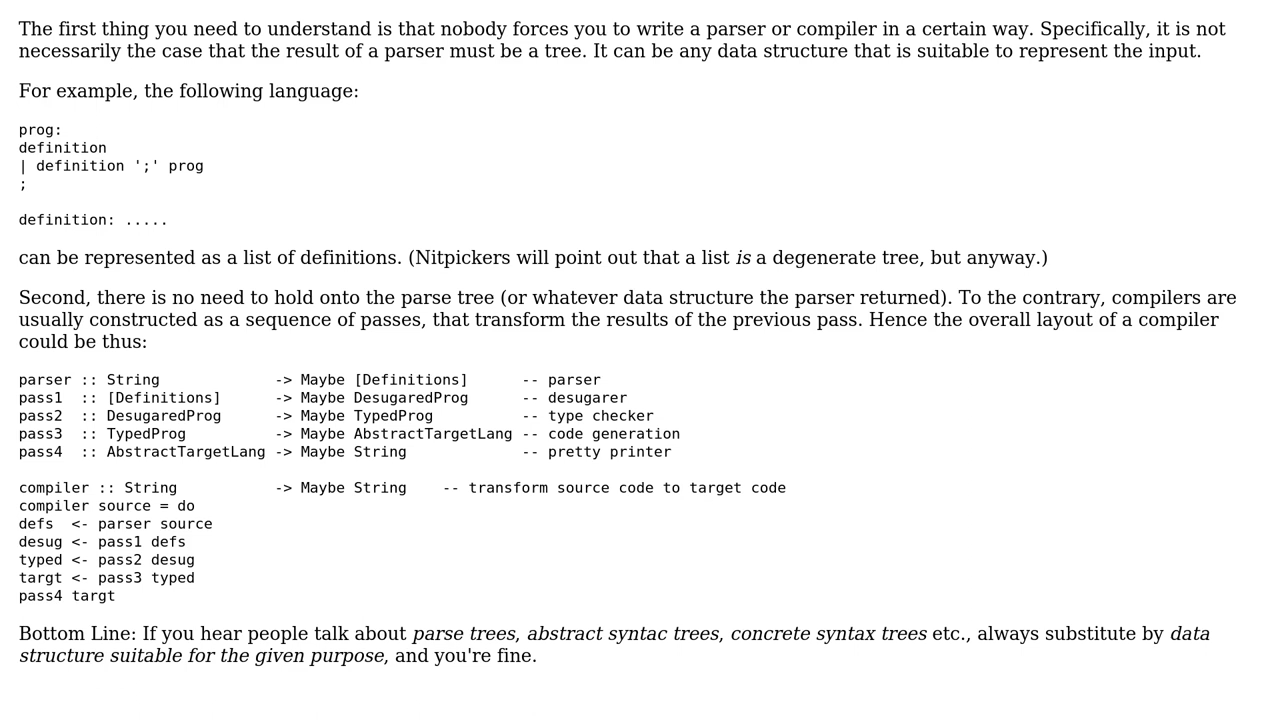 The first thing you need to understand is that nobody forces you to write a parser or compiler in a certain way. Specifically, it is not
necessarily the case that the result of a parser must be a tree. It can be any data structure that is suitable to represent the input.
For example, the following language:
prog:
definition
| definition ';' prog
;
definition: .....
can be represented as a list of definitions. (Nitpickers will point out that a list is a degenerate tree, but anyway.)
Second, there is no need to hold onto the parse tree (or whatever data structure the parser returned). To the contrary, compilers are
usually constructed as a sequence of passes, that transform the results of the previous pass. Hence the overall layout of a compiler
could be thus:
parser :: String             -> Maybe [Definitions]      -- parser
pass1  :: [Definitions]      -> Maybe DesugaredProg      -- desugarer
pass2  :: DesugaredProg      -> Maybe TypedProg          -- type checker
pass3  :: TypedProg          -> Maybe AbstractTargetLang -- code generation
pass4  :: AbstractTargetLang -> Maybe String             -- pretty printer
compiler :: String           -> Maybe String    -- transform source code to target code
compiler source = do
defs  <- parser source
desug <- pass1 defs
typed <- pass2 desug
targt <- pass3 typed
pass4 targt
Bottom Line: If you hear people talk about parse trees, abstract syntac trees, concrete syntax trees etc., always substitute by data
structure suitable for the given purpose, and you're fine.